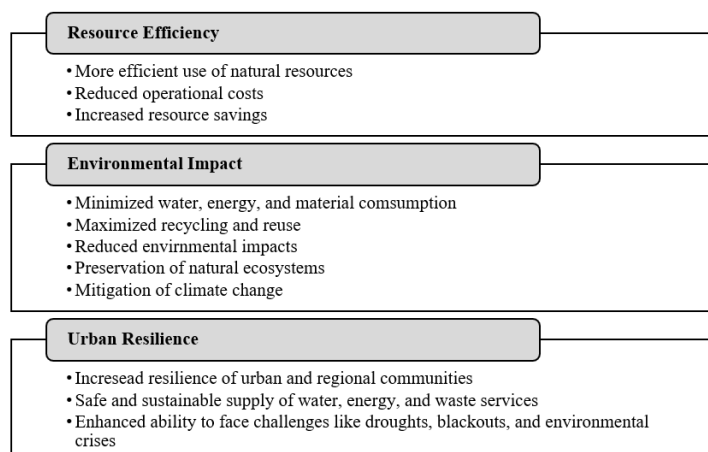 Resource Efficiency
• More efficient use of natural resources
• Reduced operational costs
• Increased resource savings
Environmental Impact
• Minimized water, energy, and material comsumption
• Maximized recycling and reuse
• Reduced envirnmental impacts
• Preservation of natural ecosystems
• Mitigation of climate change
Urban Resilience
• Incresead resilience of urban and regional communities
• Safe and sustainable supply of water, energy, and waste services
• Enhanced ability to face challenges like droughts, blackouts, and environmental
crises